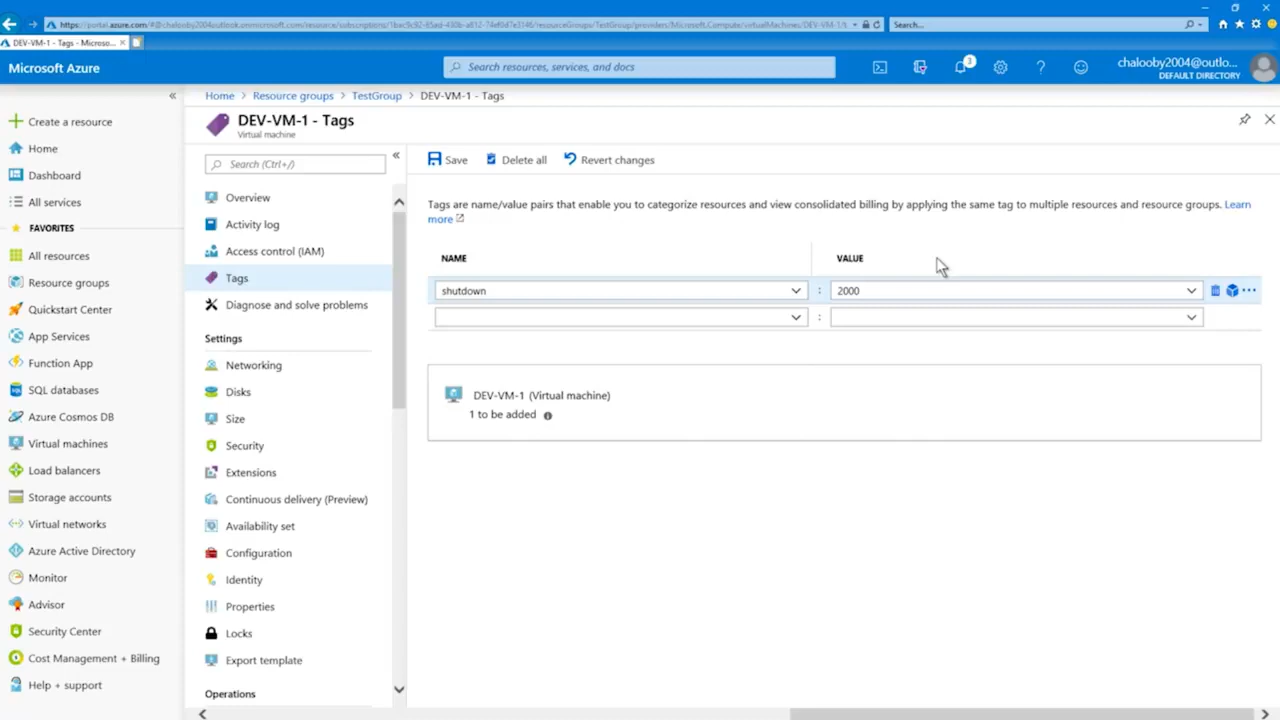 Search...
DEV-VM-1 - Tags - Microso...
Microsoft Azure
Search resources, services, and docs
3
chalooby2004@outlo...
DEFAULT DIRECTORY
Home > Resource groups > TestGroup > DEV-VM-1 - Tags
Create a resource
Home
Dashboard
All services
FAVORITES
All resources
Resource groups
Quickstart Center
App Services
Function App
SQL databases
Azure Cosmos DB
Virtual machines
Load balancers
Storage accounts
Virtual networks
Azure Active Directory
Monitor
Advisor
Security Center
Cost Management + Billing
Help + support
DEV-VM-1 - Tags
Virtual machine
Search (Ctrl+/)
Overview
Activity log
Access control (IAM)
Tags
Diagnose and solve problems
Settings
Networking
Disks
Size
Security
Extensions
Continuous delivery (Preview)
Availability set
Configuration
Identity
Properties
Locks
Export template
Operations
Save Delete all Revert changes
Tags are name/value pairs that enable you to categorize resources and view consolidated billing by applying the same tag to multiple resources and resource groups. Learn
more
NAME VALUE
shutdown : 2000
:
DEV-VM-1 (Virtual machine)
1 to be added